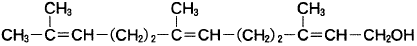 CH₃ CH₃ CH₃
CH₃—C=CH—(CH₂)₂—C=CH—(CH₂)₂—C=CH—CH₂OH